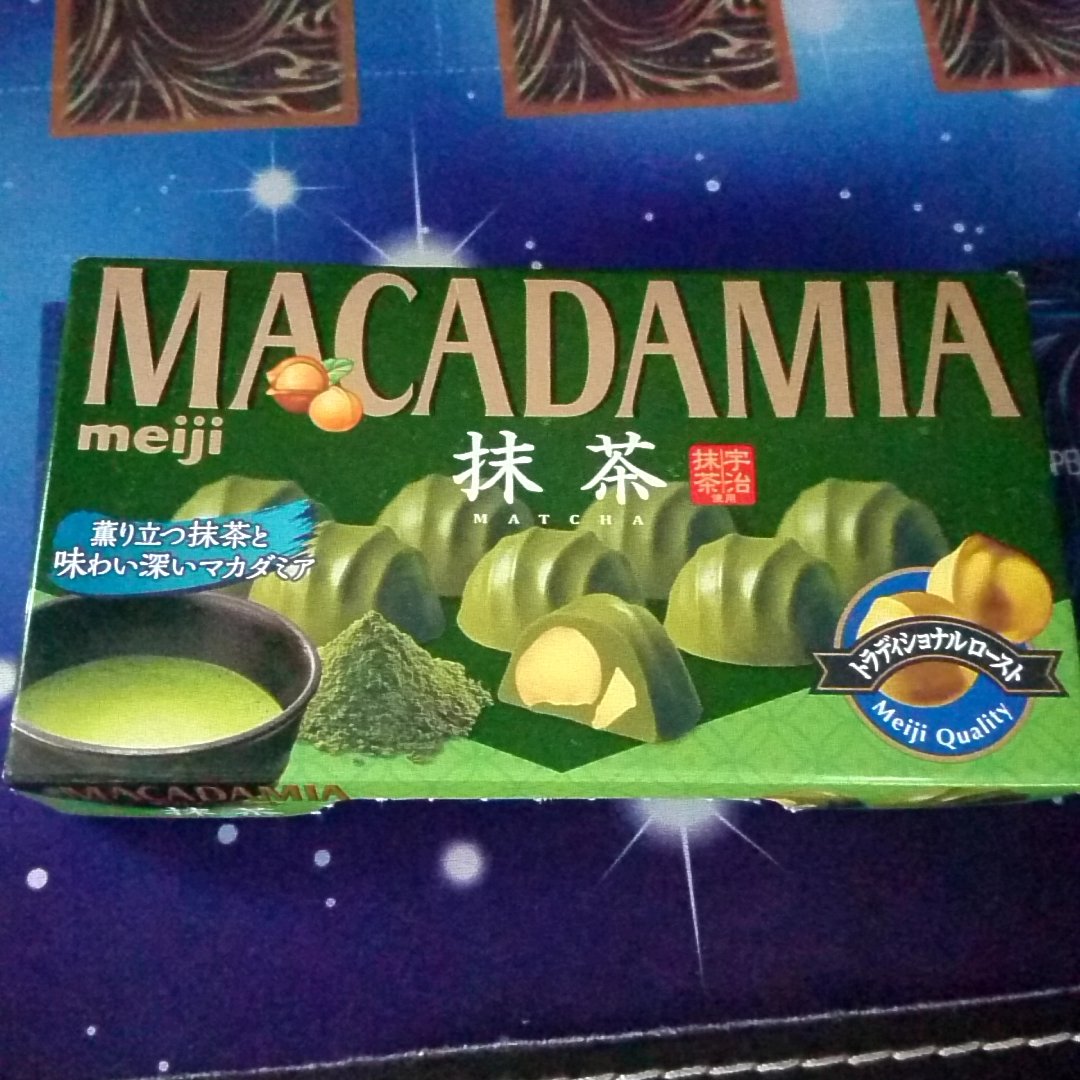 MACADAMIA
meiji
抹茶
宇治
抹茶
使用
MATCHA
薫り立つ抹茶と
味わい深いマカダミア
トラディショナルロースト
Meiji Quality
MACADAMIA
抹茶